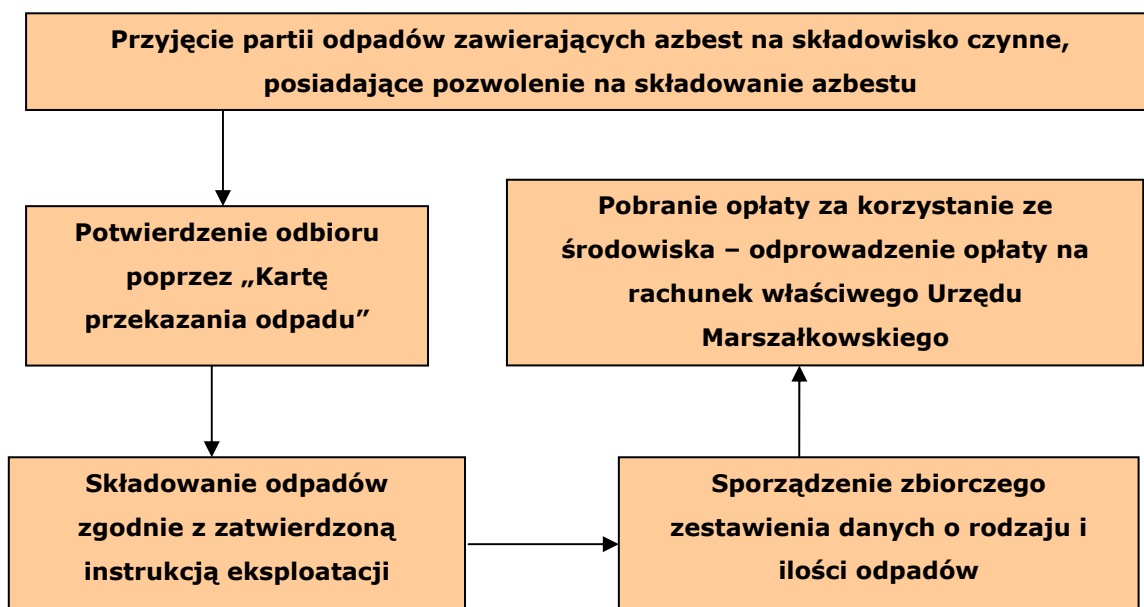 Przyjęcie partii odpadów zawierających azbest na składowisko czynne,
posiadające pozwolenie na składowanie azbestu
Potwierdzenie odbioru
poprzez „Kartę
przekazania odpadu”
Składowanie odpadów
zgodnie z zatwierdzoną
instrukcją eksploatacji
Sporządzenie zbiorczego
zestawienia danych o rodzaju i
ilości odpadów
Pobranie opłaty za korzystanie ze
środowiska – odprowadzenie opłaty na
rachunek właściwego Urzędu
Marszałkowskiego